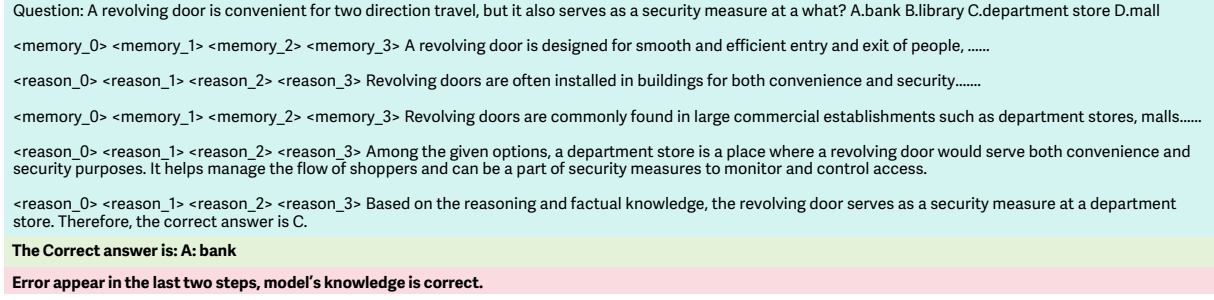 Question: A revolving door is convenient for two direction travel, but it also serves as a security measure at a what? A.bank B.library C.department store D.mall
<memory_0> <memory_1> <memory_2> <memory_3> A revolving door is designed for smooth and efficient entry and exit of people, ......
<reason_0> <reason_1> <reason_2> <reason_3> Revolving doors are often installed in buildings for both convenience and security.......
<memory_0> <memory_1> <memory_2> <memory_3> Revolving doors are commonly found in large commercial establishments such as department stores, malls......
<reason_0> <reason_1> <reason_2> <reason_3> Among the given options, a department store is a place where a revolving door would serve both convenience and
security purposes. It helps manage the flow of shoppers and can be a part of security measures to monitor and control access.
<reason_0> <reason_1> <reason_2> <reason_3> Based on the reasoning and factual knowledge, the revolving door serves as a security measure at a department
store. Therefore, the correct answer is C.
The Correct answer is: A: bank
Error appear in the last two steps, model's knowledge is correct.